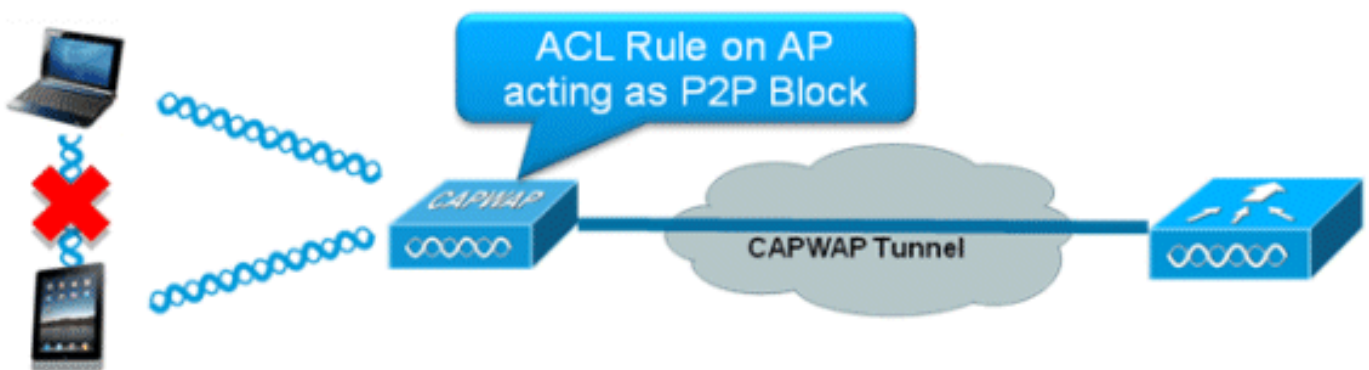 ACL Rule on AP
acting as P2P Block
CAPWAP
CAPWAP Tunnel